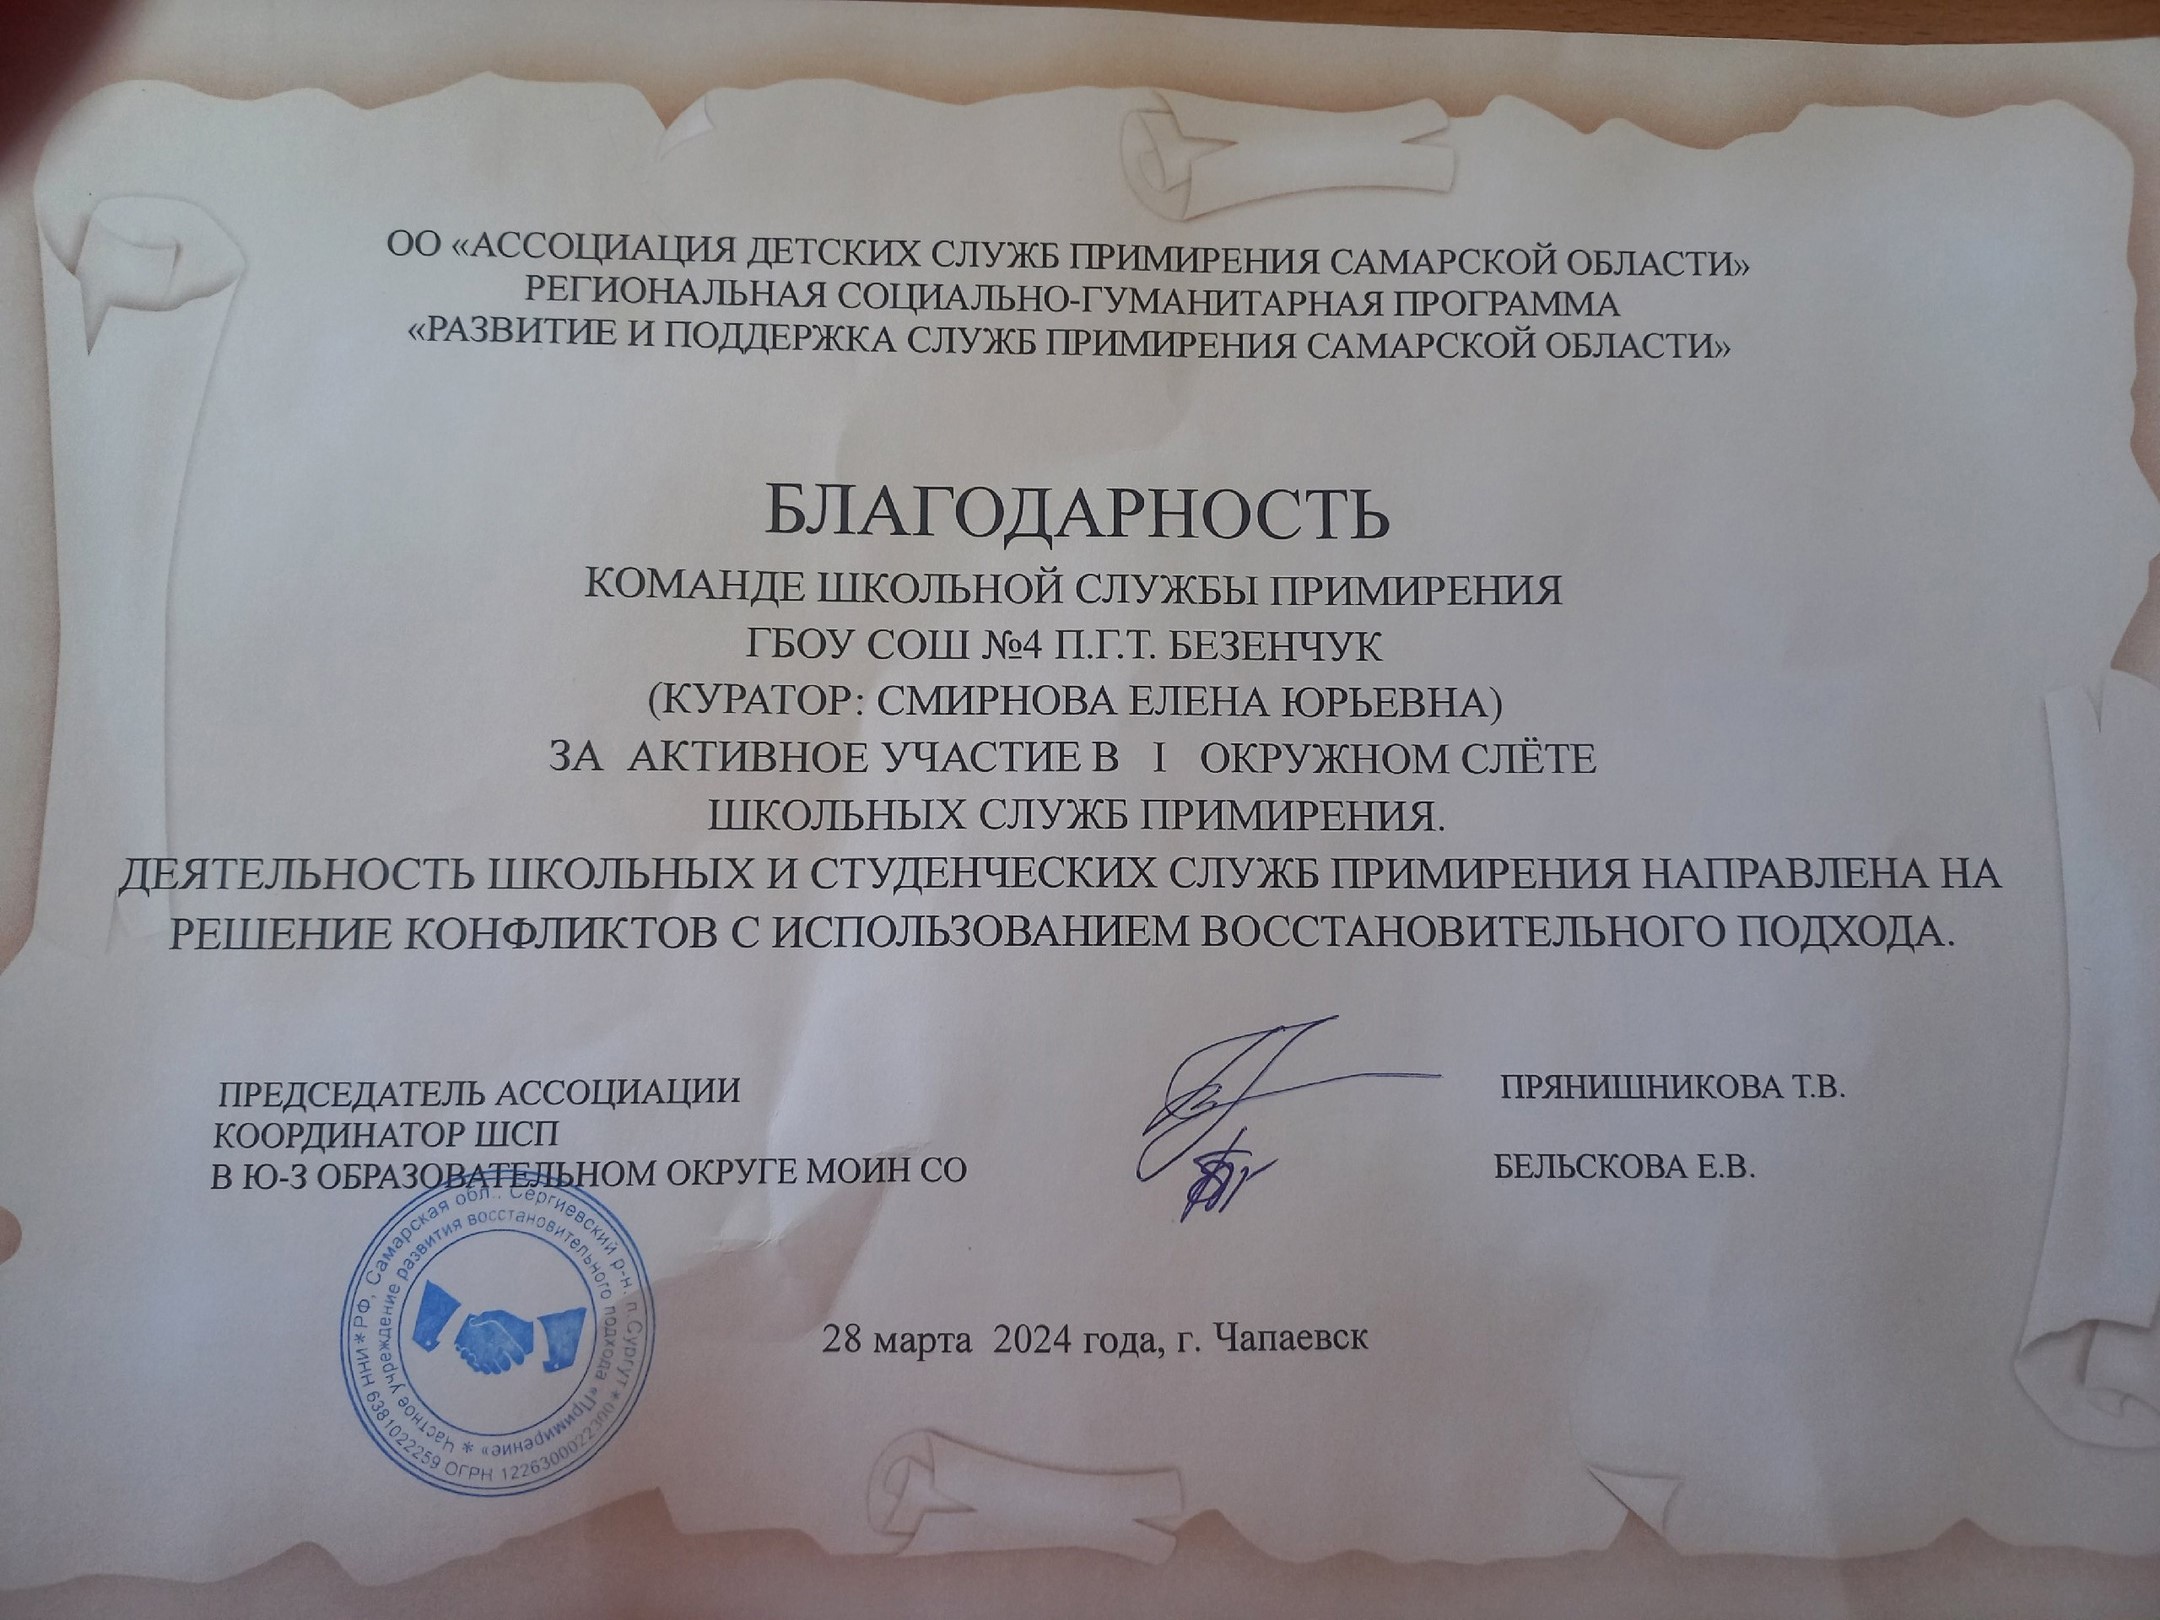 ОО «АССОЦИАЦИЯ ДЕТСКИХ СЛУЖБ ПРИМИРЕНИЯ САМАРСКОЙ ОБЛАСТИ»
РЕГИОНАЛЬНАЯ СОЦИАЛЬНО-ГУМАНИТАРНАЯ ПРОГРАММА
«РАЗВИТИЕ И ПОДДЕРЖКА СЛУЖБ ПРИМИРЕНИЯ САМАРСКОЙ ОБЛАСТИ»
БЛАГОДАРНОСТЬ
КОМАНДЕ ШКОЛЬНОЙ СЛУЖБЫ ПРИМИРЕНИЯ
ГБОУ СОШ №4 П.Г.Т. БЕЗЕНЧУК
(КУРАТОР: СМИРНОВА ЕЛЕНА ЮРЬЕВНА)
ЗА АКТИВНОЕ УЧАСТИЕ В I ОКРУЖНОМ СЛЁТЕ
ШКОЛЬНЫХ СЛУЖБ ПРИМИРЕНИЯ.
ДЕЯТЕЛЬНОСТЬ ШКОЛЬНЫХ И СТУДЕНЧЕСКИХ СЛУЖБ ПРИМИРЕНИЯ НАПРАВЛЕНА НА
РЕШЕНИЕ КОНФЛИКТОВ С ИСПОЛЬЗОВАНИЕМ ВОССТАНОВИТЕЛЬНОГО ПОДХОДА.
ПРЕДСЕДАТЕЛЬ АССОЦИАЦИИ ПРЯНИШНИКОВА Т.В.
КООРДИНАТОР ШСП
В Ю-З ОБРАЗОВАТЕЛЬНОМ ОКРУГЕ МОИН СО БЕЛЬСКОВА Е.В.
РФ, Самарская обл., Сергиевский р-н, п.Сургут * ОГРН 1226300022300 ИНН 6381022259 *
Частное учреждение развития восстановительного подхода «Примирение» *
28 марта 2024 года, г. Чапаевск